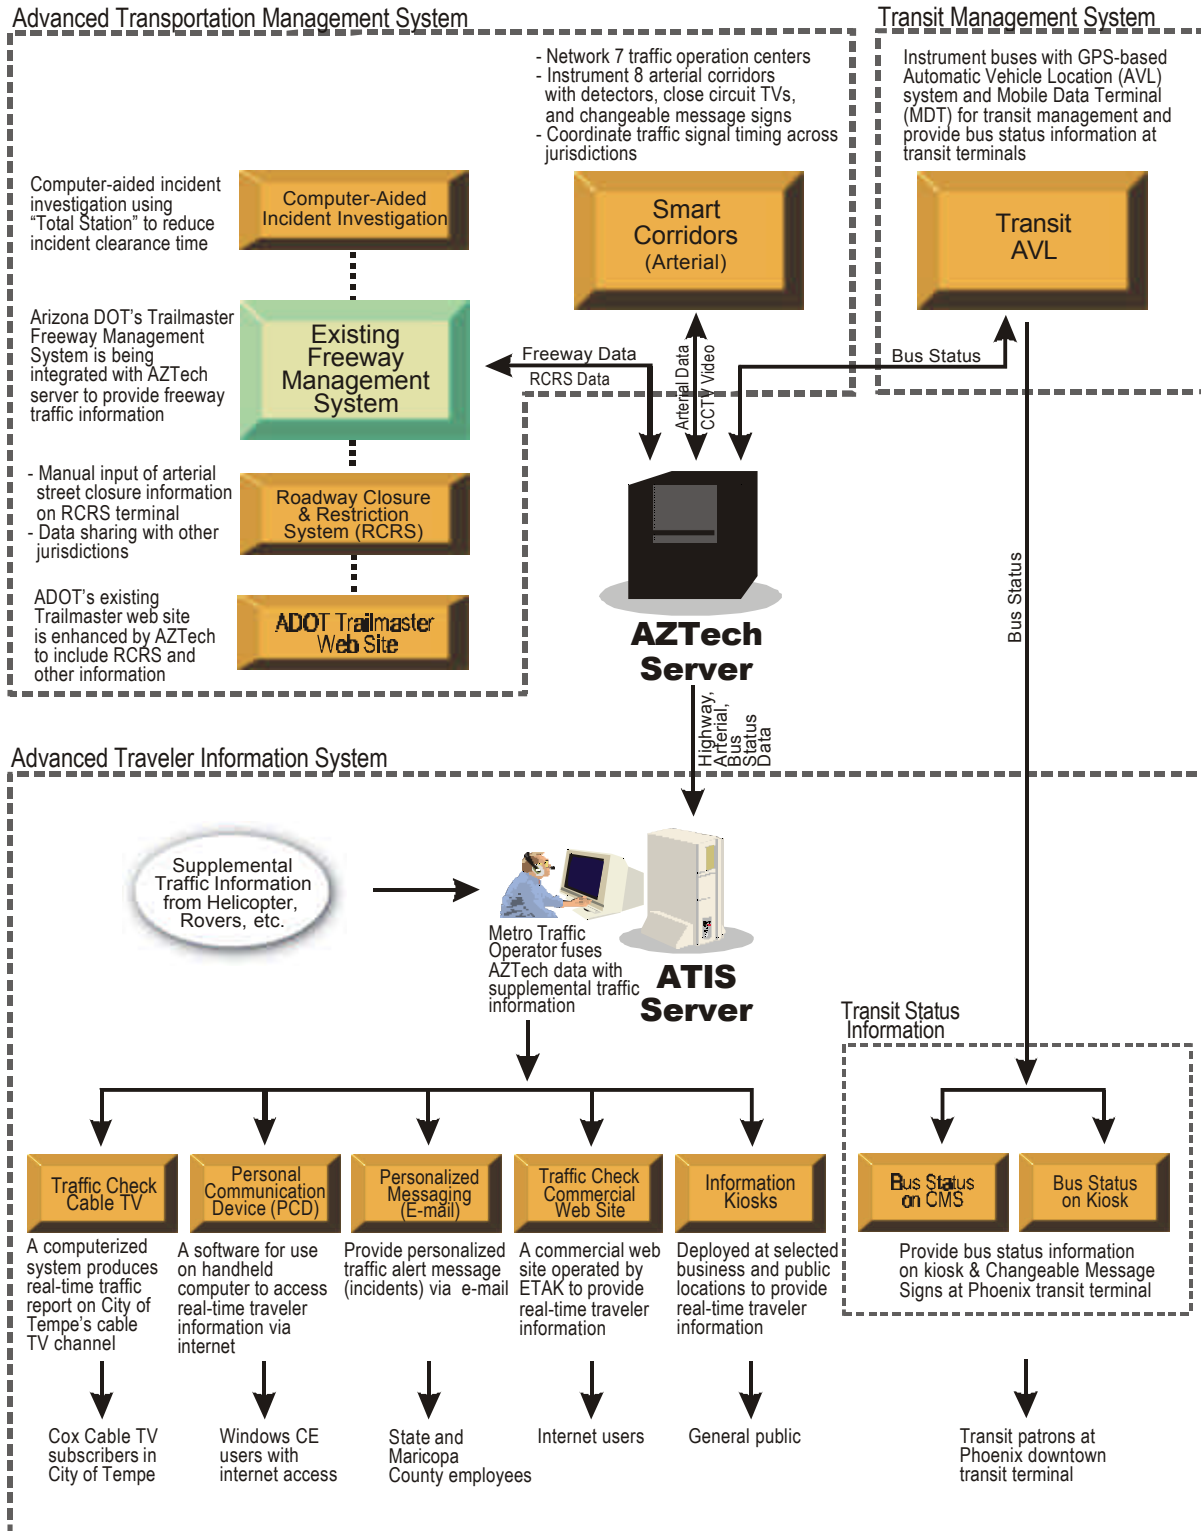 Advanced Transportation Management System
Transit Management System
- Network 7 traffic operation centers
- Instrument 8 arterial corridors
with detectors, close circuit TVs,
and changeable message signs
- Coordinate traffic signal timing across
jurisdictions
Instrument buses with GPS-based
Automatic Vehicle Location (AVL)
system and Mobile Data Terminal
(MDT) for transit management and
provide bus status information at
transit terminals
Computer-aided incident
investigation using
“Total Station” to reduce
incident clearance time
Computer-Aided
Incident Investigation
Smart
Corridors
(Arterial)
Transit
AVL
Arizona DOT’s Trailmaster
Freeway Management
System is being
integrated with AZTech
server to provide freeway
traffic information
Existing
Freeway
Management
System
Freeway Data
RCRS Data
Arterial Data
CCTV Video
Bus Status
- Manual input of arterial
street closure information
on RCRS terminal
- Data sharing with other
jurisdictions
Roadway Closure
& Restriction
System (RCRS)
Bus Status
ADOT’s existing
Trailmaster web site
is enhanced by AZTech
to include RCRS and
other information
ADOT Trailmaster
Web Site
AZTech
Server
Highway,
Arterial,
Bus
Status
Data
Advanced Traveler Information System
Supplemental
Traffic Information
from Helicopter,
Rovers, etc.
Metro Traffic
Operator fuses
AZTech data with
supplemental traffic
information
ATIS
Server
Transit Status
Information
Traffic Check
Cable TV
Personal
Communication
Device (PCD)
Personalized
Messaging
(E-mail)
Traffic Check
Commercial
Web Site
Information
Kiosks
Bus Status
on CMS
Bus Status
on Kiosk
A computerized
system produces
real-time traffic
report on City of
Tempe’s cable
TV channel
A software for use
on handheld
computer to access
real-time traveler
information via
internet
Provide personalized
traffic alert message
(incidents) via e-mail
A commercial web
site operated by
ETAK to provide
real-time traveler
information
Deployed at selected
business and public
locations to provide
real-time traveler
information
Provide bus status information
on kiosk & Changeable Message
Signs at Phoenix transit terminal
Cox Cable TV
subscribers in
City of Tempe
Windows CE
users with
internet access
State and
Maricopa
County employees
Internet users
General public
Transit patrons at
Phoenix downtown
transit terminal